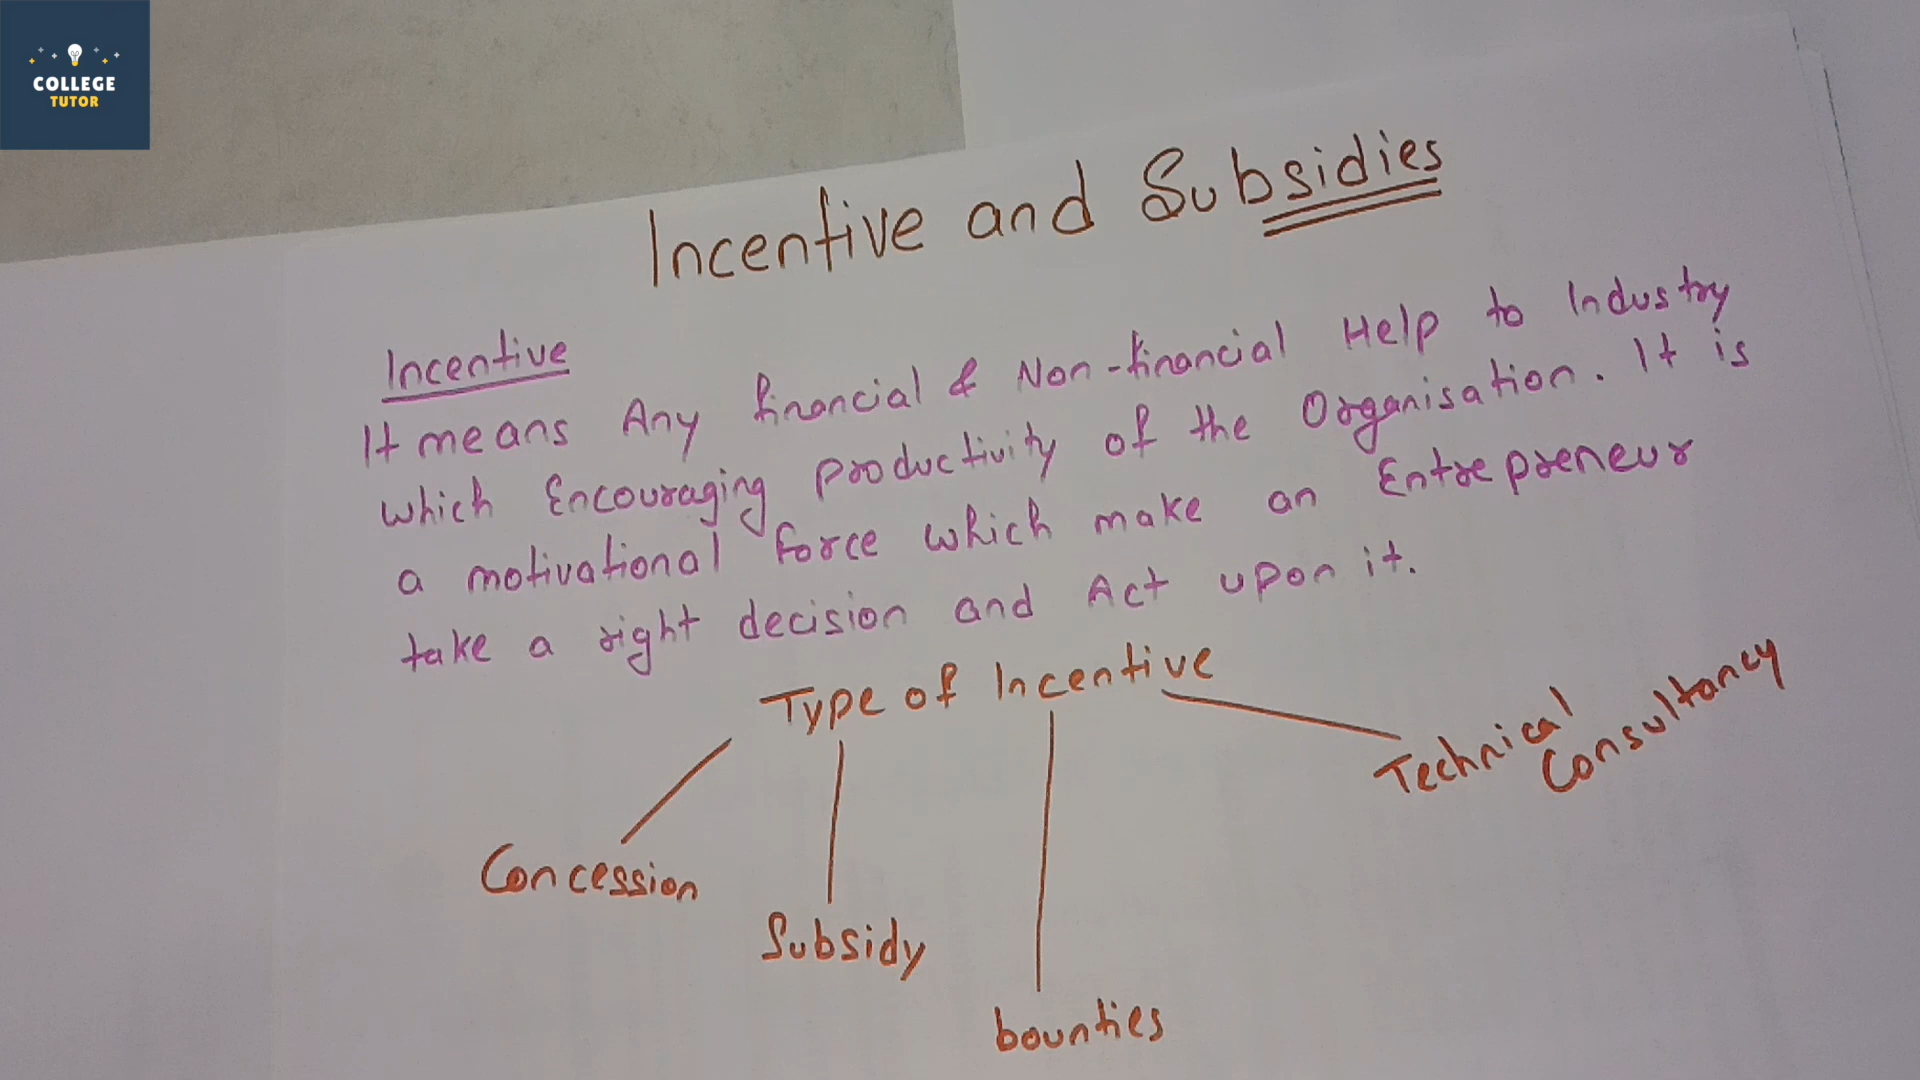 COLLEGE
TUTOR
Incentive and Subsidies
Incentive
It means Any financial & Non-financial Help to Industry
which Encouraging productivity of the Organisation. It is
a motivational force which make an Entrepreneur
take a right decision and Act upon it.
Type of Incentive
Technical
Consultancy
Concession
Subsidy
bounties